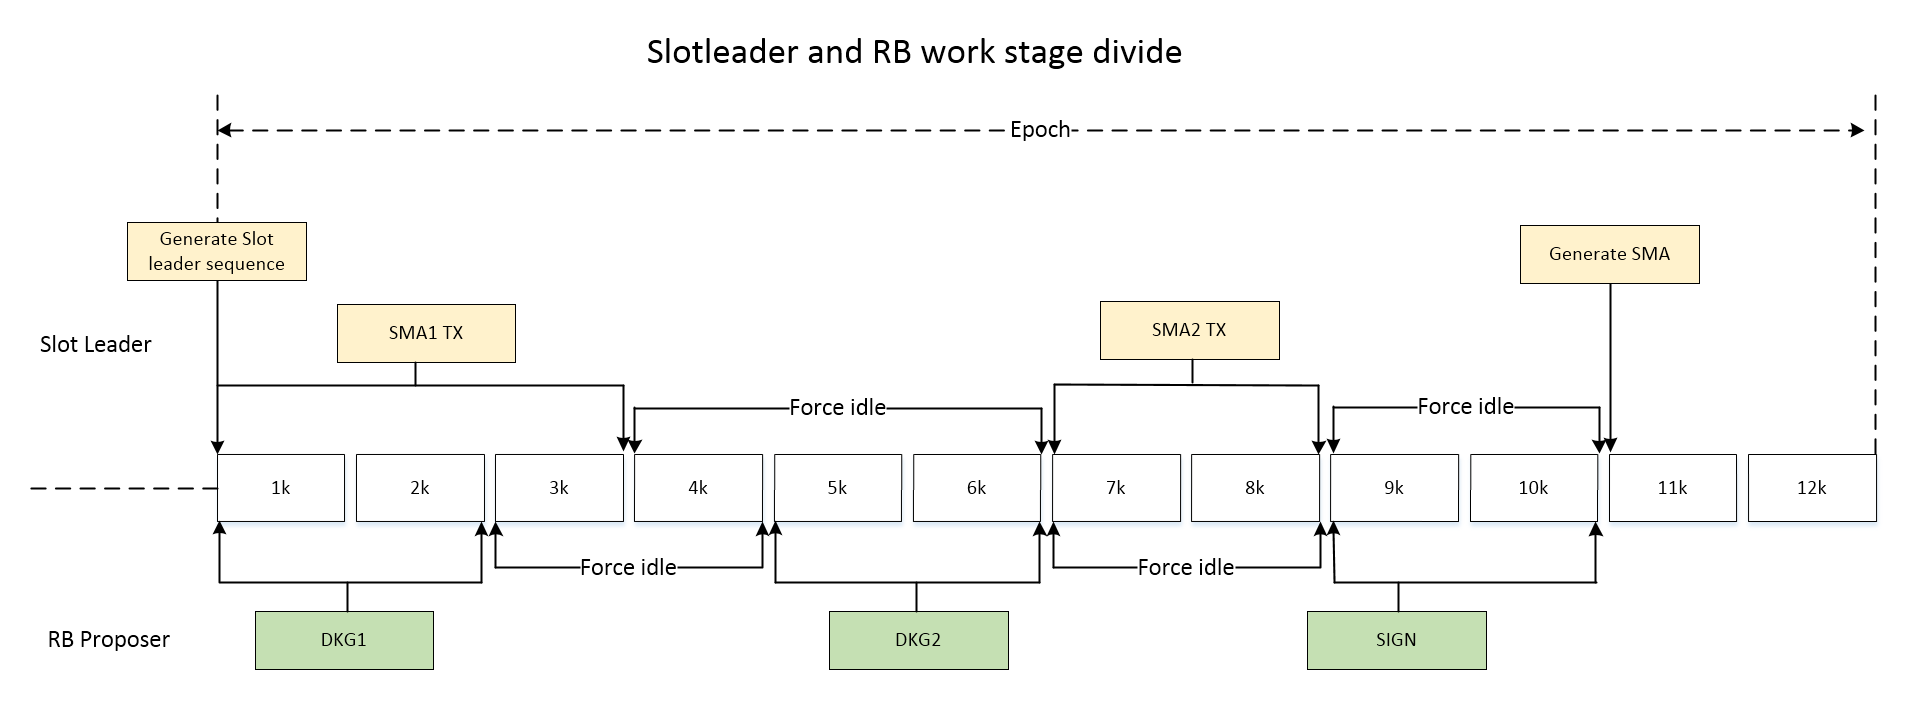 Slotleader and RB work stage divide
Epoch
Generate Slot
leader sequence
Generate SMA
SMA1 TX
SMA2 TX
Slot Leader
Force idle
Force idle
1k
2k
3k
4k
5k
6k
7k
8k
9k
10k
11k
12k
Force idle
Force idle
RB Proposer
DKG1
DKG2
SIGN